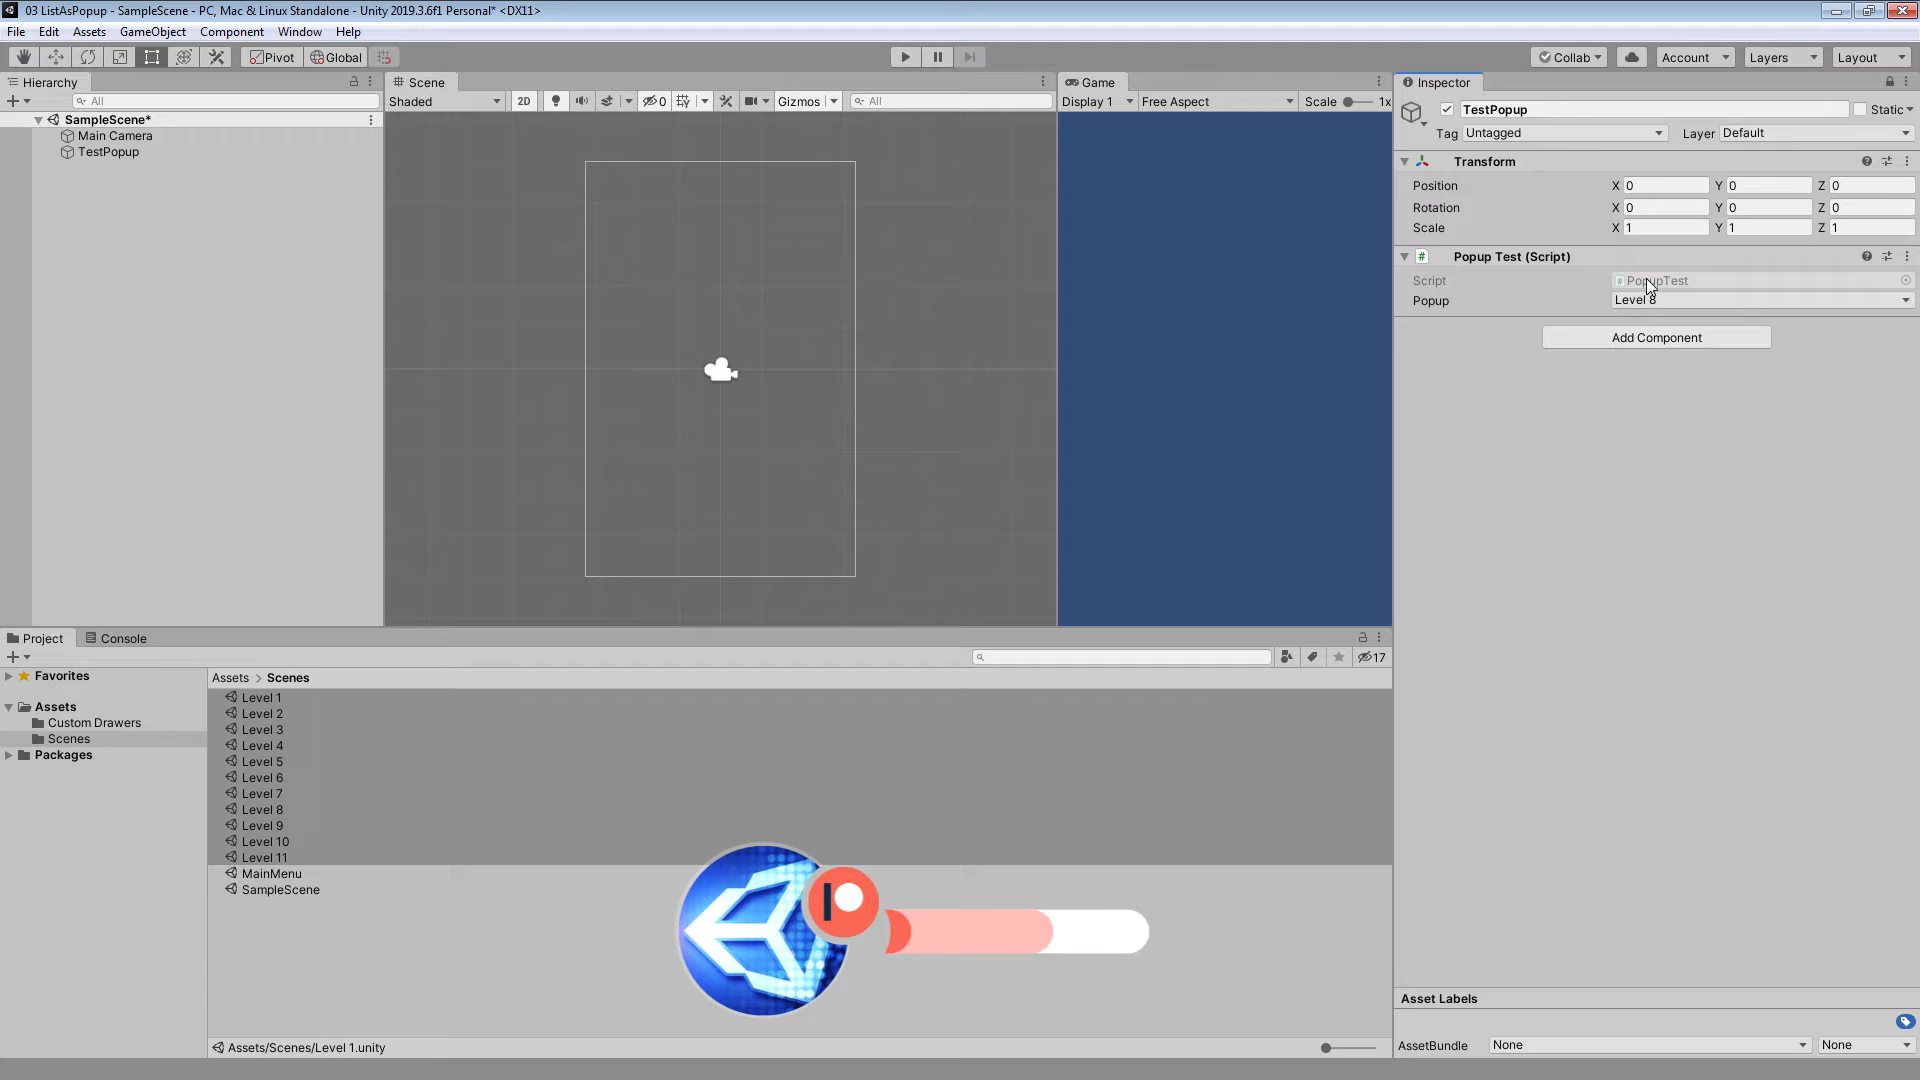 03 ListAsPopup - SampleScene - PC, Mac & Linux Standalone - Unity 2019.3.6f1 Personal* <DX11>
File Edit Assets GameObject Component Window Help
Pivot Global Collab Account Layers Layout
Hierarchy
All
SampleScene*
Main Camera
TestPopup
Scene
Shaded 2D 0 Gizmos All
Game
Display 1 Free Aspect Scale 1x
Inspector
TestPopup Static
Tag Untagged Layer Default
Transform
Position X 0 Y 0 Z 0
Rotation X 0 Y 0 Z 0
Scale X 1 Y 1 Z 1
Popup Test (Script)
Script PopupTest
Popup Level 8
Add Component
Project Console
17
Favorites
Assets
Custom Drawers
Scenes
Packages
Assets > Scenes
Level 1
Level 2
Level 3
Level 4
Level 5
Level 6
Level 7
Level 8
Level 9
Level 10
Level 11
MainMenu
SampleScene
Assets/Scenes/Level 1.unity
Asset Labels
AssetBundle None None